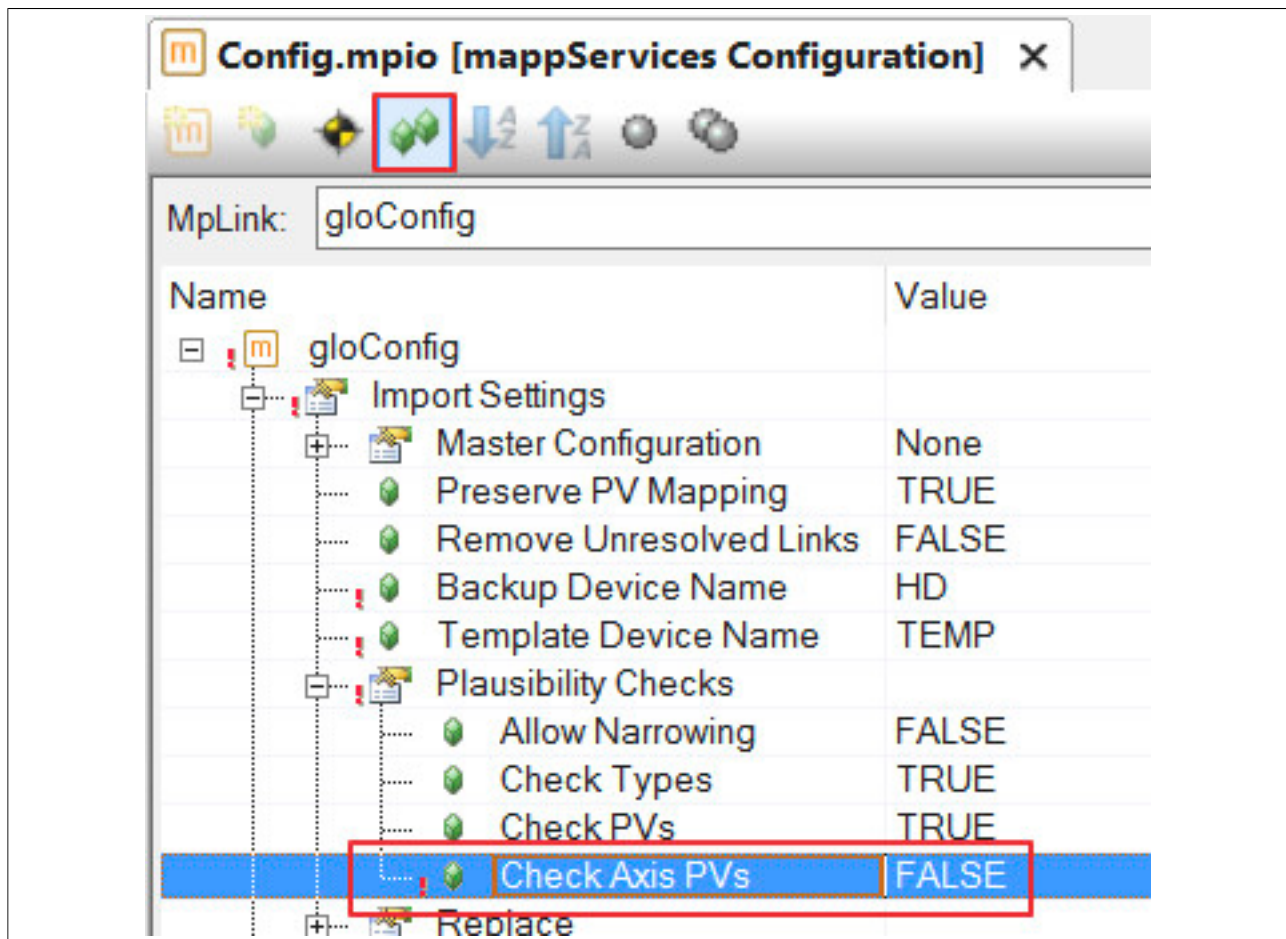 m Config.mpio [mappServices Configuration] X
MpLink: gloConfig
Name Value
m gloConfig
Import Settings
Master Configuration None
Preserve PV Mapping TRUE
Remove Unresolved Links FALSE
Backup Device Name HD
Template Device Name TEMP
Plausibility Checks
Allow Narrowing FALSE
Check Types TRUE
Check PVs TRUE
Check Axis PVs FALSE
Replace